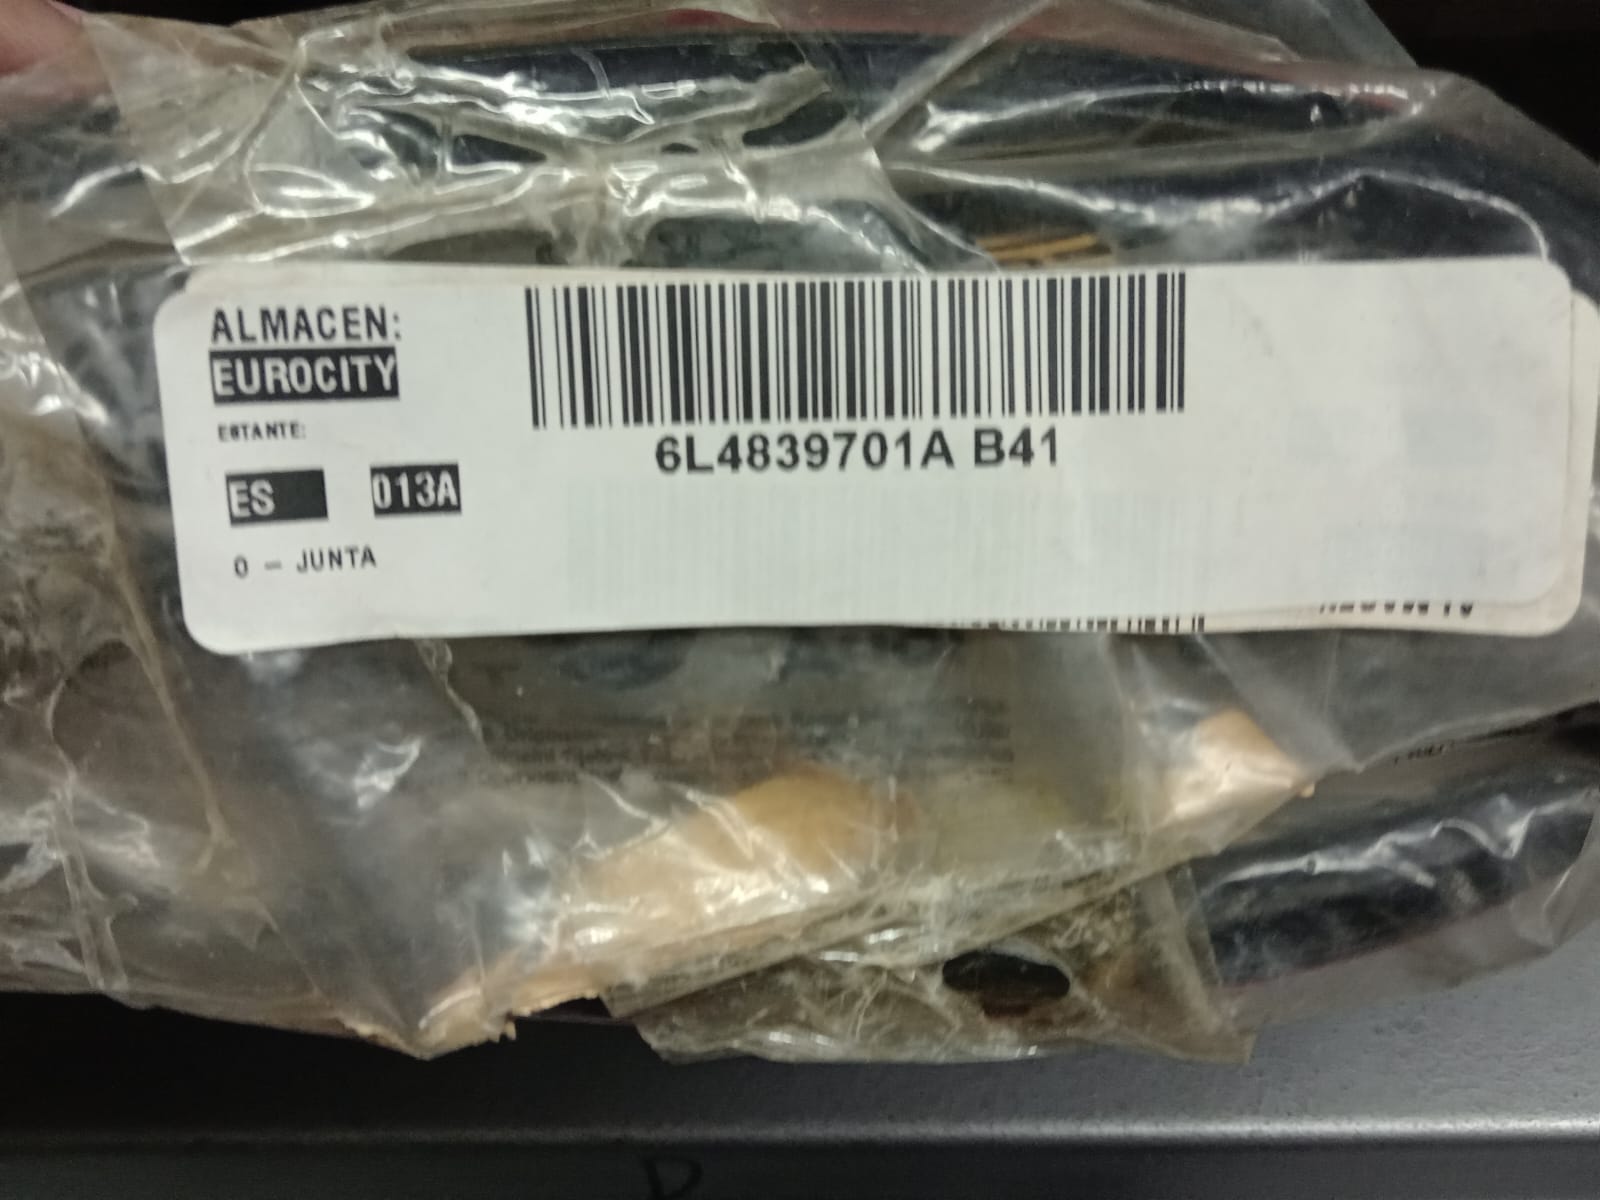 ALMACEN:
EUROCITY
ESTANTE:
ES 013A
0 – JUNTA
6L4839701A B41